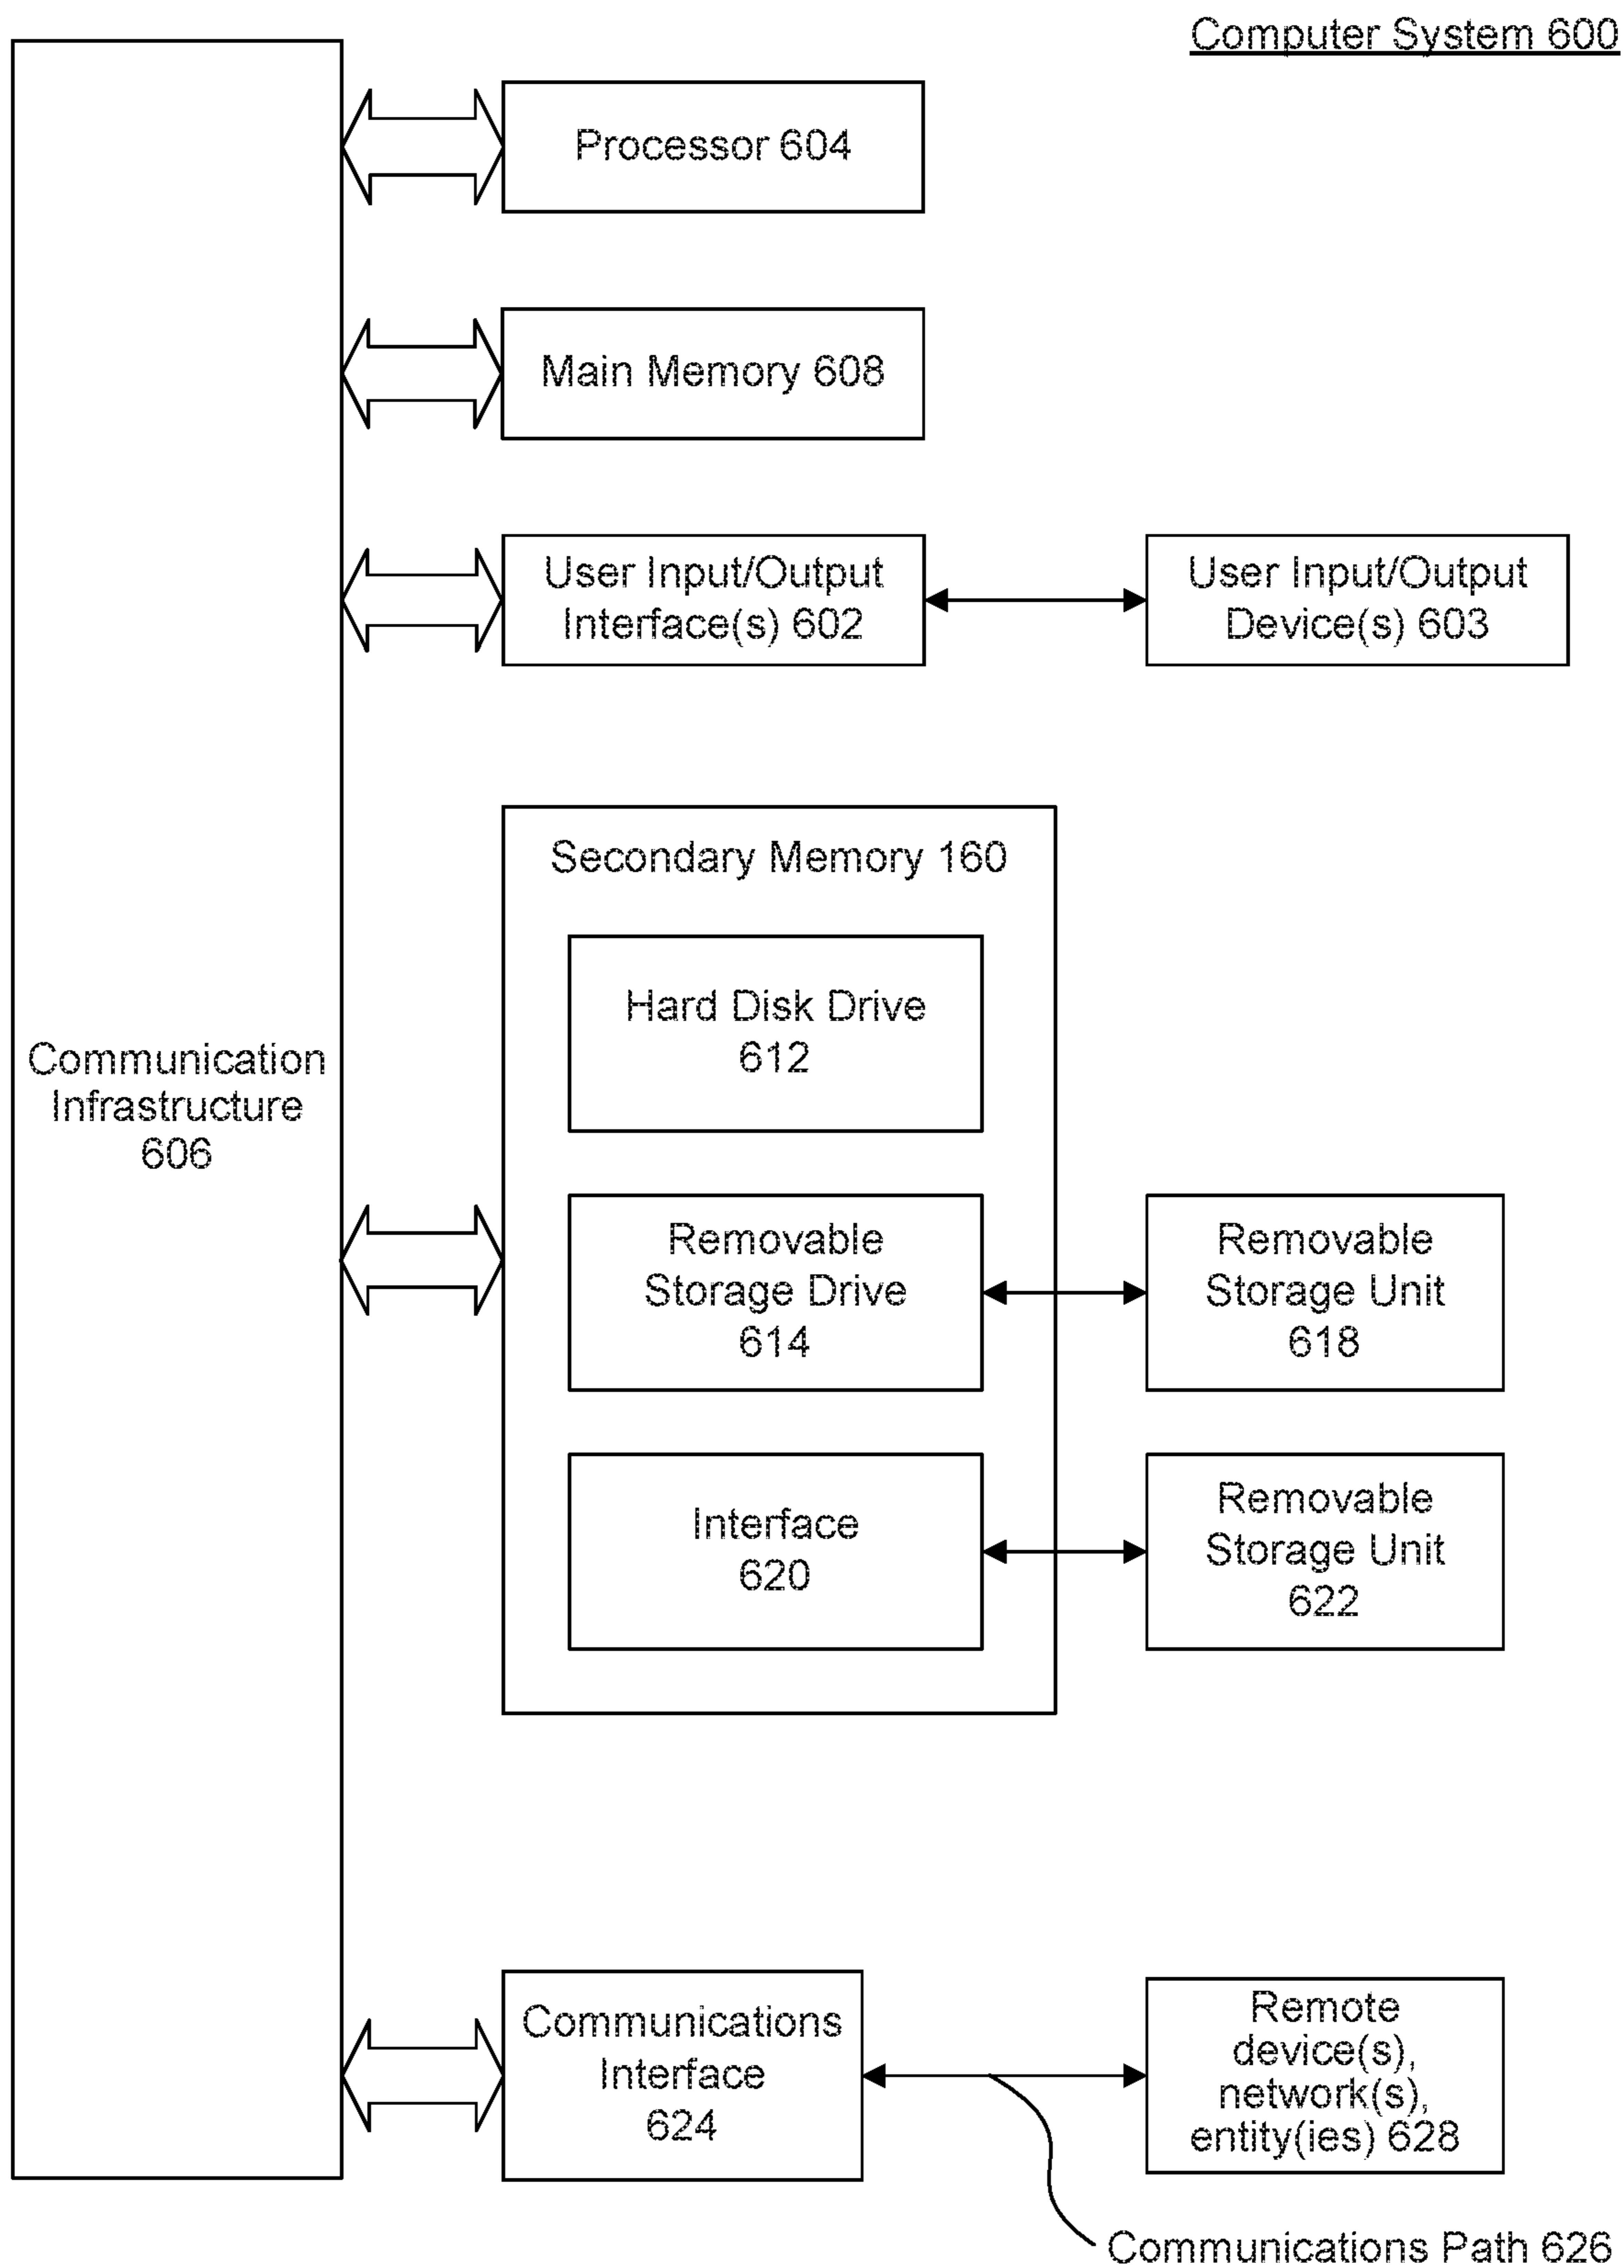 Computer System 600
Processor 604
Main Memory 608
User Input/Output
Interface(s) 602
User Input/Output
Device(s) 603
Secondary Memory 160
Hard Disk Drive
612
Communication
Infrastructure
606
Removable
Storage Drive
614
Removable
Storage Unit
618
Interface
620
Removable
Storage Unit
622
Communications
Interface
624
Remote
device(s),
network(s),
entity(ies) 628
Communications Path 626